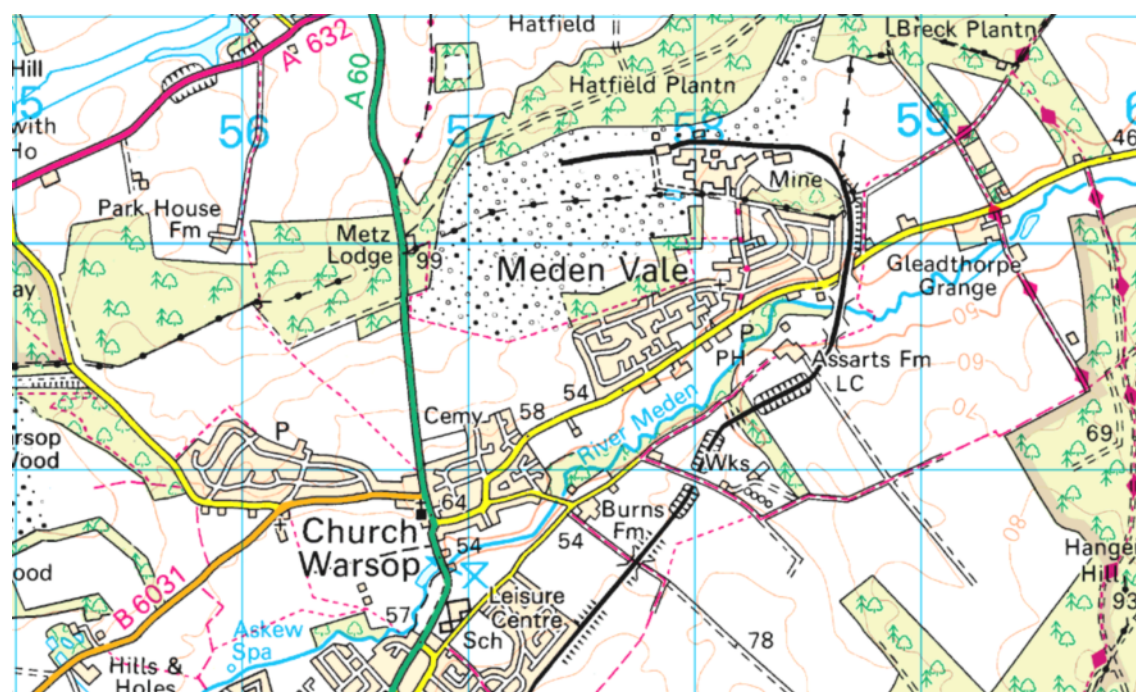 Hatfield
LBreck Plantn
A 632
A 60
Hill
Hatfield Plantn
56
57
58
59
with
Ho
46
Mine
Park House
Fm
Metz
Lodge
99
Meden Vale
Gleadthorpe
Grange
ay
50
P
PH
Assarts Fm
LC
60
54
70
Cemy
58
River Meden
P
69
Wood
Wks
64
Burns
Fm
Church
Warsop
54
54
80
Hanger
Hill
ood
B 6031
93
Leisure
Centre
57
Askew
Spa
Sch
78
Hills &
Holes